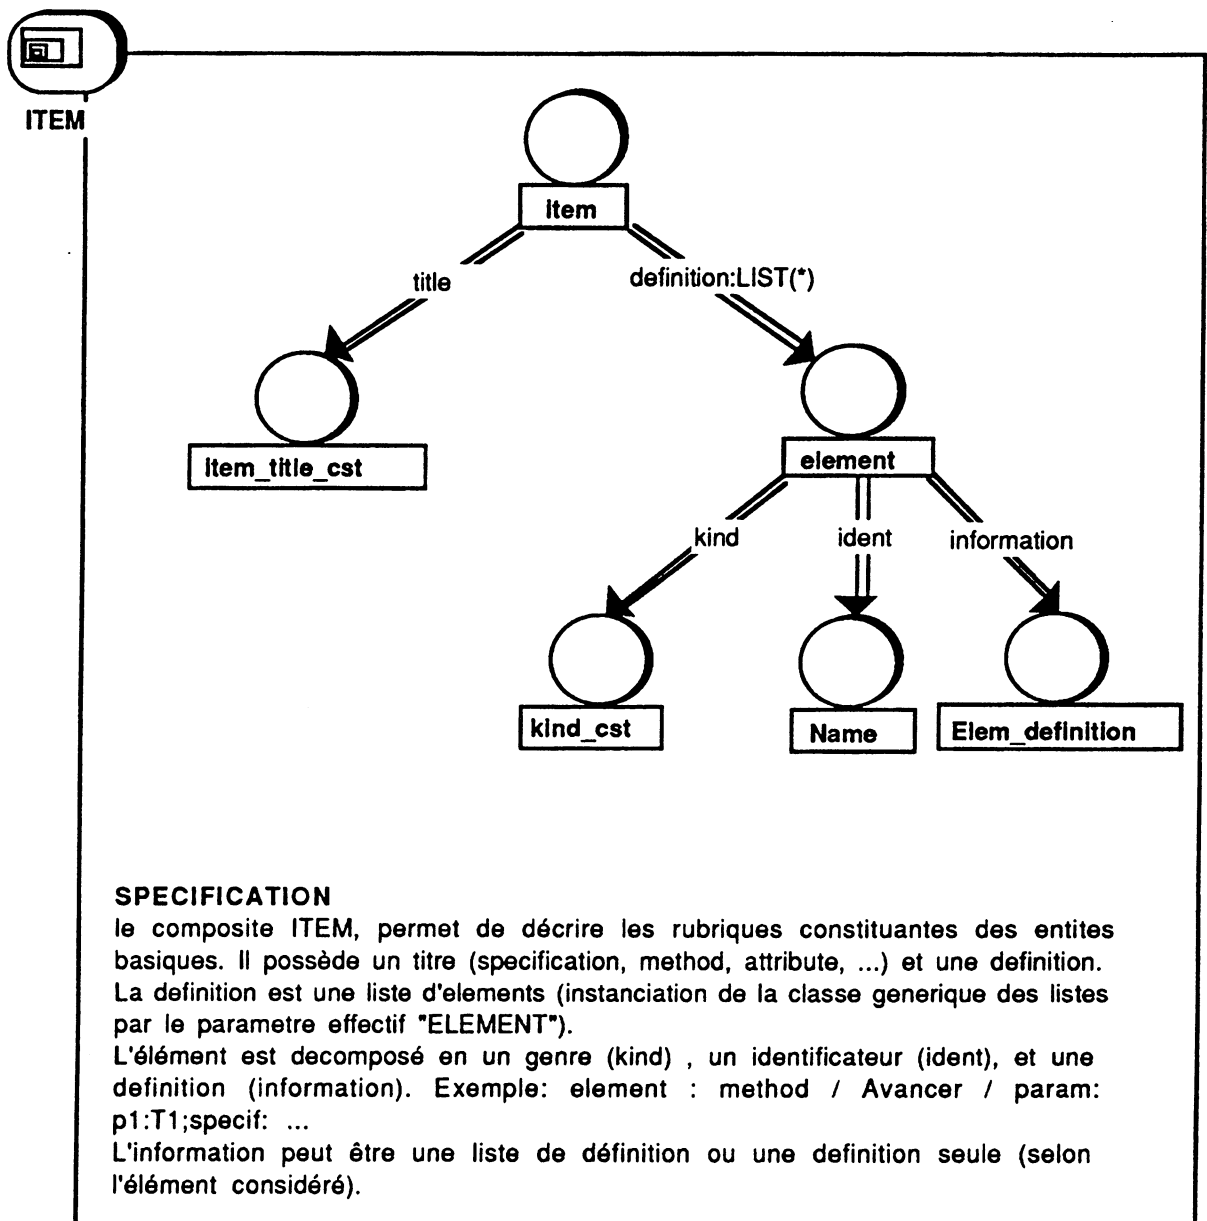 ITEM
item
title
definition:LIST(*)
item_title_cst
element
kind
ident
information
kind_cst
Name
Elem_definition
SPECIFICATION
le composite ITEM, permet de décrire les rubriques constituantes des entites
basiques. Il possède un titre (specification, method, attribute, ...) et une definition.
La definition est une liste d'elements (instanciation de la classe generique des listes
par le parametre effectif "ELEMENT").
L'élément est decomposé en un genre (kind) , un identificateur (ident), et une
definition (information). Exemple: element : method / Avancer / param:
p1:T1;specif: ...
L'information peut être une liste de définition ou une definition seule (selon
l'élément considéré).